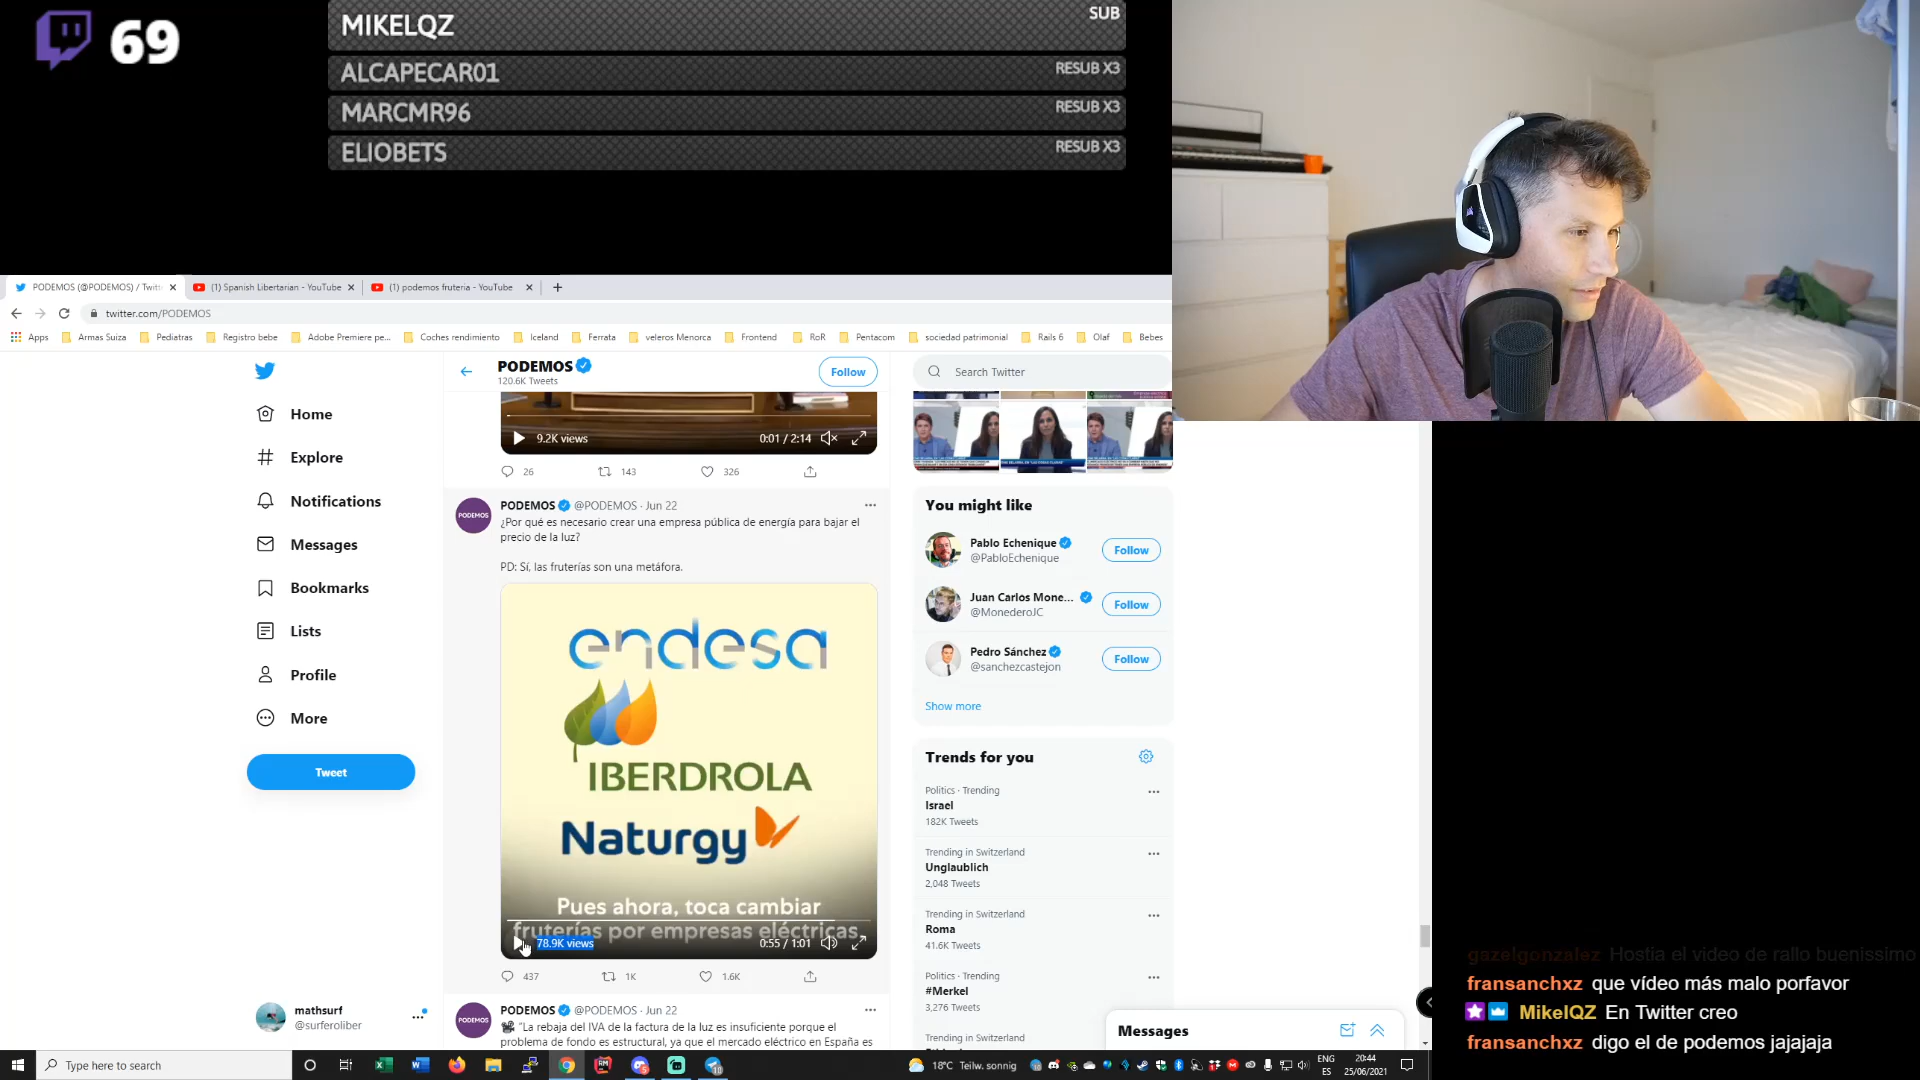 69
MIKELQZ SUB
ALCAPECAR01 RESUB X3
MARCMR96 RESUB X3
ELIOBETS RESUB X3
PODEMOS (@PODEMOS) / Twitt
(1) Spanish Libertarian - YouTube
(1) podemos fruteria - YouTube
twitter.com/PODEMOS
Apps Armas Suiza Pediatras Registro bebe Adobe Premiere pe... Coches rendimiento Iceland Ferrata veleros Menorca Frontend RoR Pentacom sociedad patrimonial Rails 6 Olaf Bebes
Home
Explore
Notifications
Messages
Bookmarks
Lists
Profile
More
Tweet
mathsurf
@surferoliber
PODEMOS
120.6K Tweets
Follow
9.2K views 0:01 / 2:14
26 143 326
PODEMOS
PODEMOS @PODEMOS · Jun 22
¿Por qué es necesario crear una empresa pública de energía para bajar el
precio de la luz?
PD: Sí, las fruterías son una metáfora.
endesa
IBERDROLA
Naturgy
Pues ahora, toca cambiar
fruterías por empresas eléctricas.
78.9K views 0:55 / 1:01
437 1K 1.6K
PODEMOS
PODEMOS @PODEMOS · Jun 22
"La rebaja del IVA de la factura de la luz es insuficiente porque el
problema de fondo es estructural, ya que el mercado eléctrico en España es
Search Twitter
You might like
Pablo Echenique
@PabloEchenique
Follow
Juan Carlos Mone...
@MonederoJC
Follow
Pedro Sánchez
@sanchezcastejon
Follow
Show more
Trends for you
Politics · Trending
Israel
182K Tweets
Trending in Switzerland
Unglaublich
2,048 Tweets
Trending in Switzerland
Roma
41.6K Tweets
Politics · Trending
#Merkel
3,276 Tweets
Trending in Switzerland
Messages
gazelgonzalez Hostia el video de rallo buenissimo
fransanchxz que vídeo más malo porfavor
MikelQZ En Twitter creo
fransanchxz digo el de podemos jajajaja
Type here to search
18°C Teilw. sonnig
ENG
ES
20:44
25/06/2021